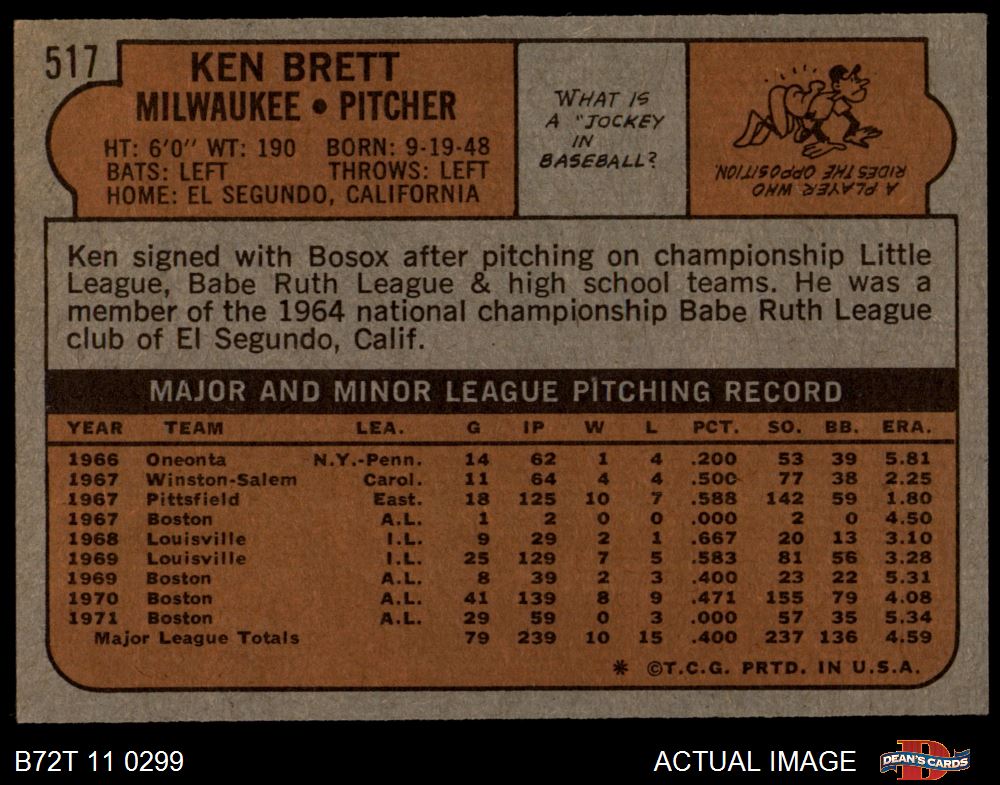 517
KEN BRETT
MILWAUKEE • PITCHER
HT: 6'0" WT: 190 BORN: 9-19-48
BATS: LEFT THROWS: LEFT
HOME: EL SEGUNDO, CALIFORNIA
WHAT IS
A "JOCKEY
IN
BASEBALL?
A PLAYER WHO
RIDES THE OPPOSITION.
Ken signed with Bosox after pitching on championship Little
League, Babe Ruth League & high school teams. He was a
member of the 1964 national championship Babe Ruth League
club of El Segundo, Calif.
MAJOR AND MINOR LEAGUE PITCHING RECORD
YEAR TEAM LEA. G IP W L PCT. SO. BB. ERA.
1966 Oneonta N.Y.-Penn. 14 62 1 4 .200 53 39 5.81
1967 Winston-Salem Carol. 11 64 4 4 .500 77 38 2.25
1967 Pittsfield East. 18 125 10 7 .588 142 59 1.80
1967 Boston A.L. 1 2 0 0 .000 2 0 4.50
1968 Louisville I.L. 9 29 2 1 .667 20 13 3.10
1969 Louisville I.L. 25 129 7 5 .583 81 56 3.28
1969 Boston A.L. 8 39 2 3 .400 23 22 5.31
1970 Boston A.L. 41 139 8 9 .471 155 79 4.08
1971 Boston A.L. 29 59 0 3 .000 57 35 5.34
Major League Totals 79 239 10 15 .400 237 136 4.59
* ©T.C.G. PRTD. IN U.S.A.
B72T 11 0299
ACTUAL IMAGE
D
DEAN'S CARDS